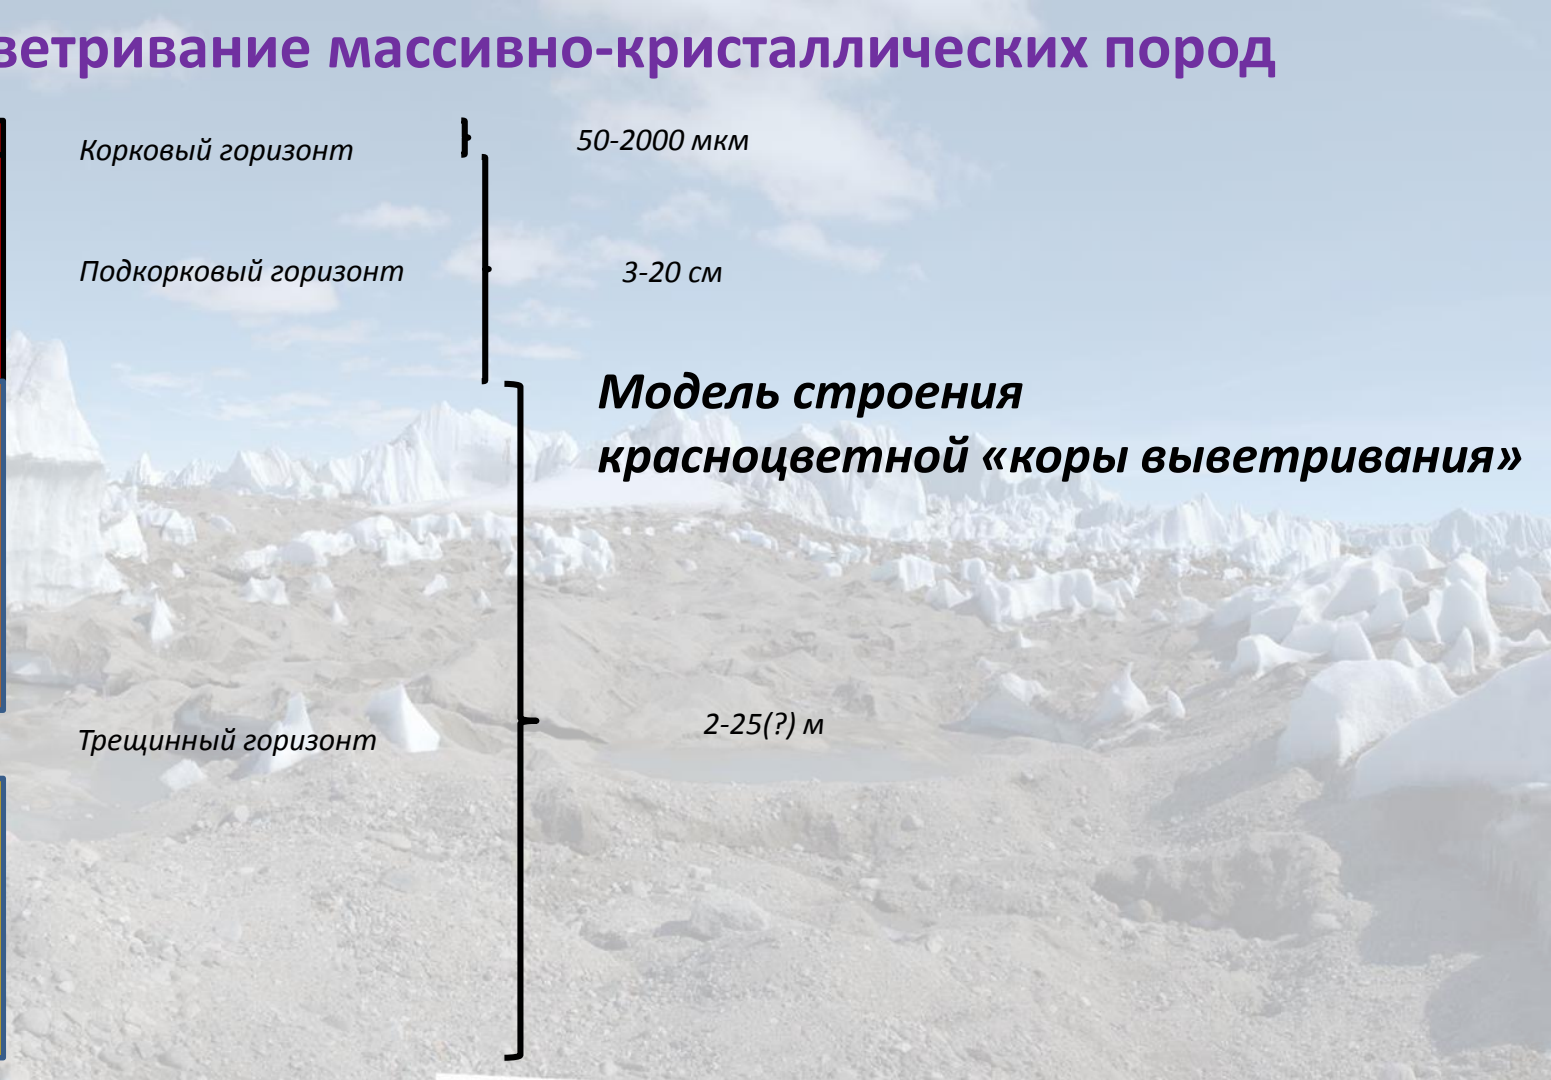 ветривание массивно-кристаллических пород
Корковый горизонт
50-2000 мкм
Подкорковый горизонт
3-20 см
Модель строения
красноцветной «коры выветривания»
Трещинный горизонт
2-25(?) м